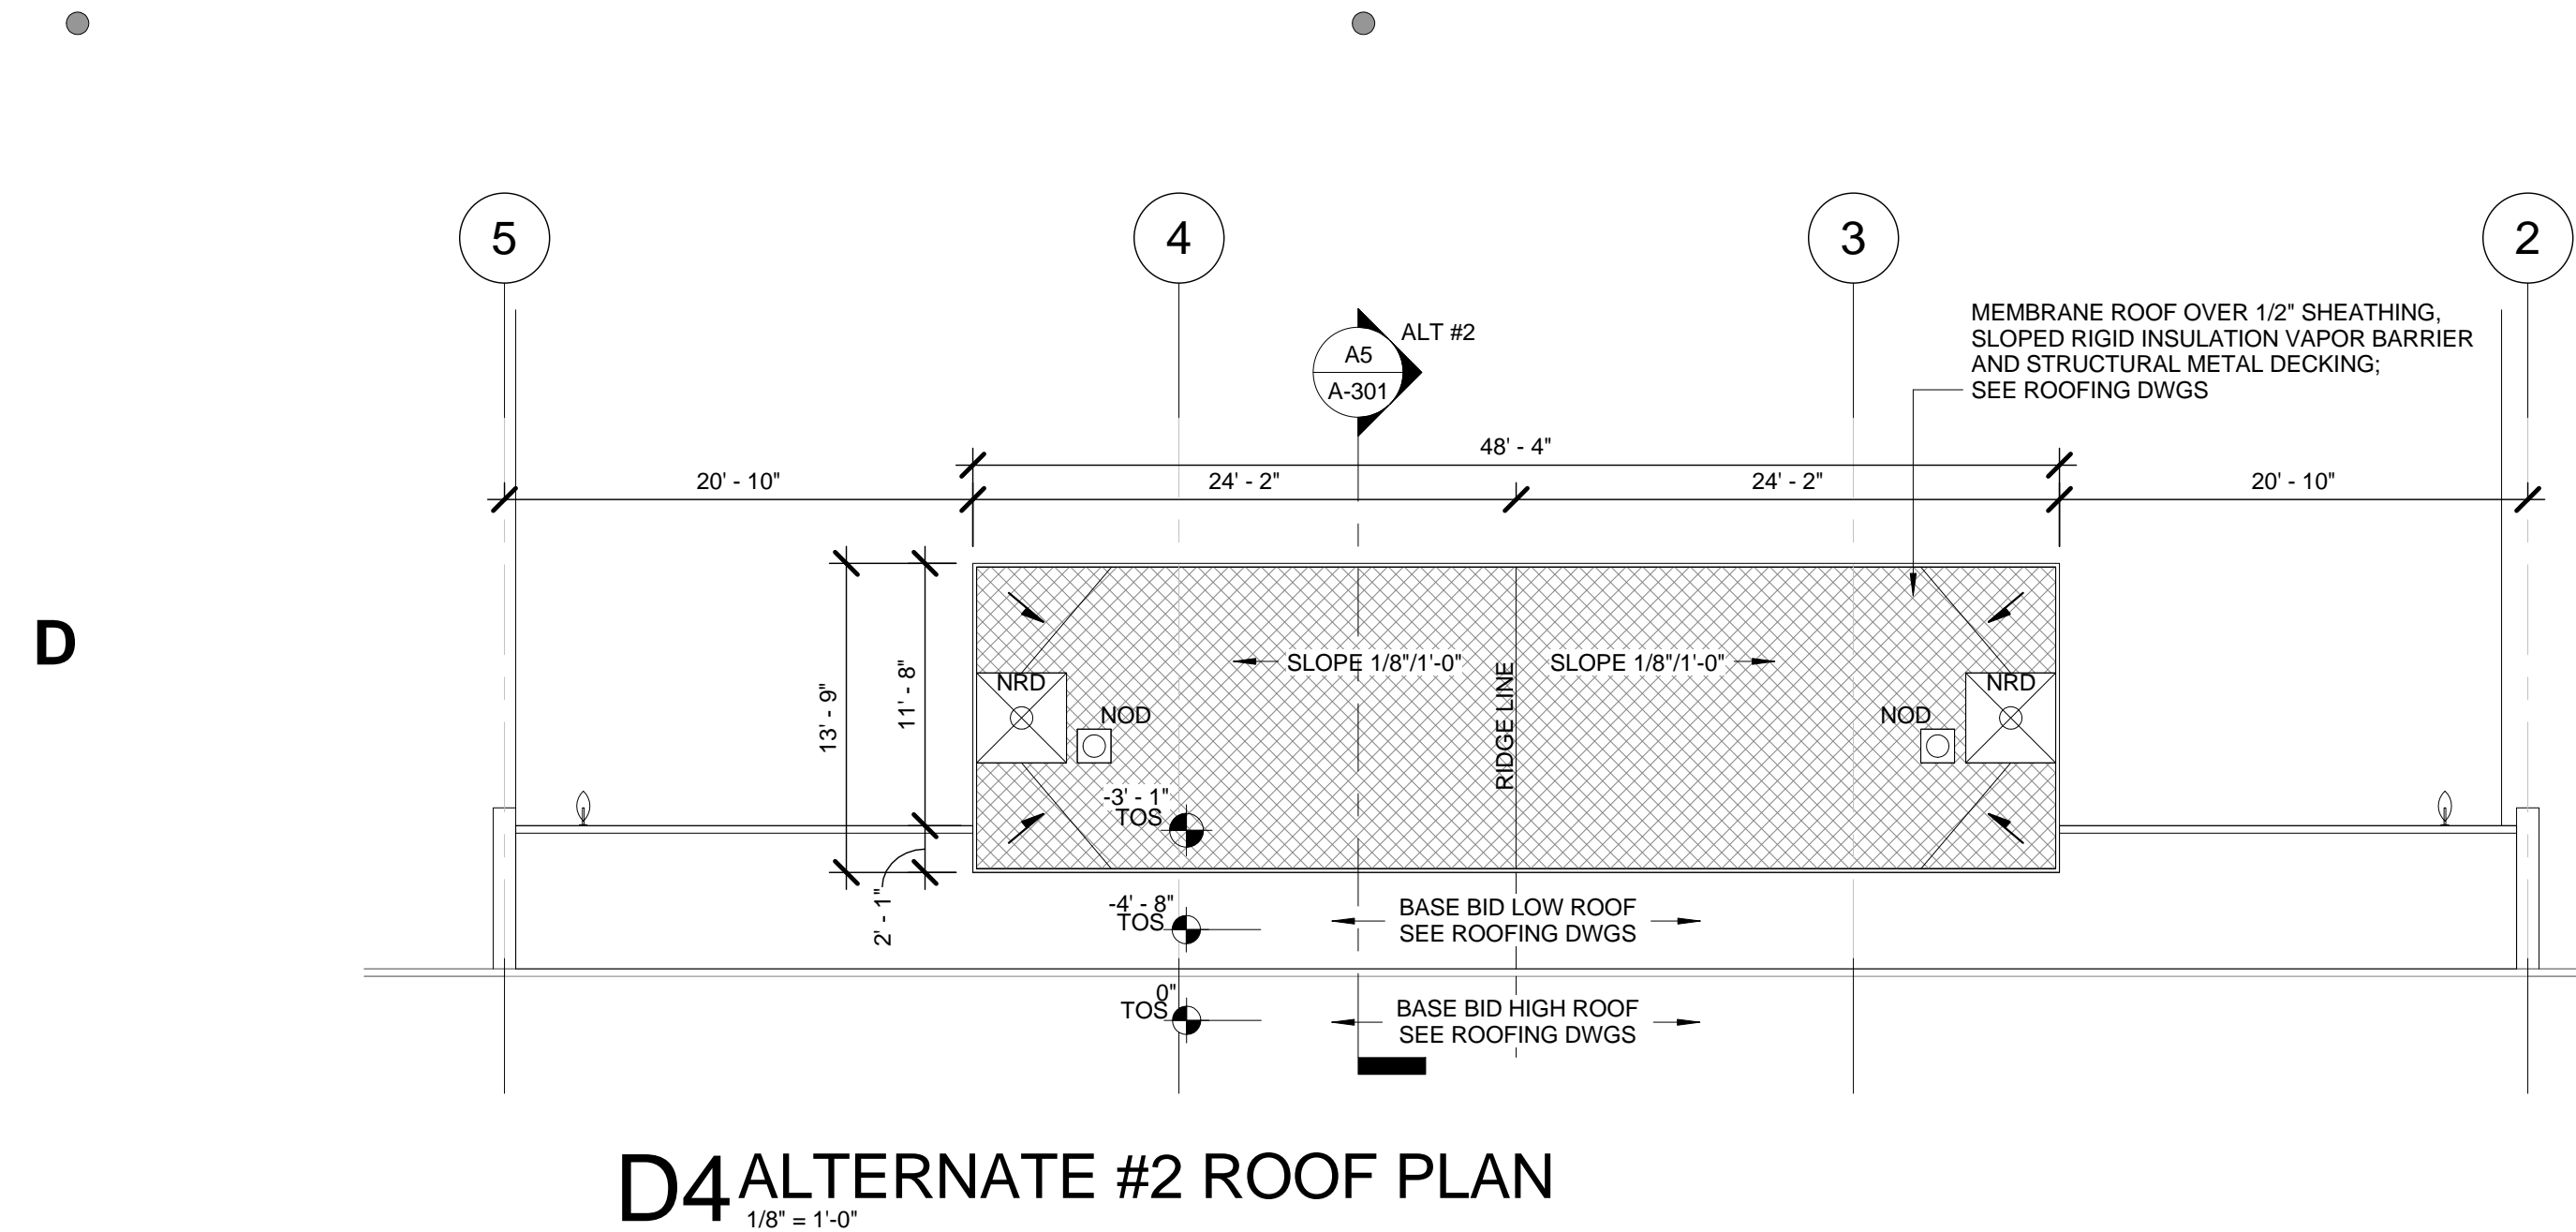 5
4
3
2
A5
A-301
ALT #2
MEMBRANE ROOF OVER 1/2" SHEATHING,
SLOPED RIGID INSULATION VAPOR BARRIER
AND STRUCTURAL METAL DECKING;
SEE ROOFING DWGS
48' - 4"
20' - 10"
24' - 2"
24' - 2"
20' - 10"
D
13' - 9"
11' - 8"
2' - 1"
SLOPE 1/8"/1'-0"
SLOPE 1/8"/1'-0"
RIDGE LINE
NRD
NOD
NOD
NRD
-3' - 1"
TOS
-4' - 8"
TOS
BASE BID LOW ROOF
SEE ROOFING DWGS
0"
TOS
BASE BID HIGH ROOF
SEE ROOFING DWGS
D4 ALTERNATE #2 ROOF PLAN
1/8" = 1'-0"